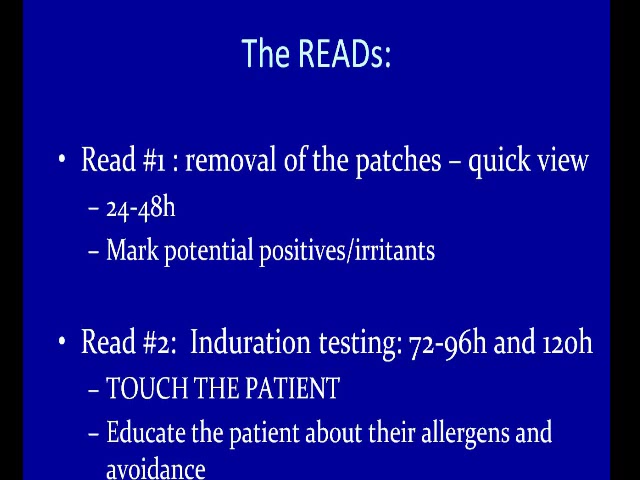 The READs:
• Read #1 : removal of the patches – quick view
– 24-48h
– Mark potential positives/irritants
• Read #2: Induration testing: 72-96h and 120h
– TOUCH THE PATIENT
– Educate the patient about their allergens and
avoidance